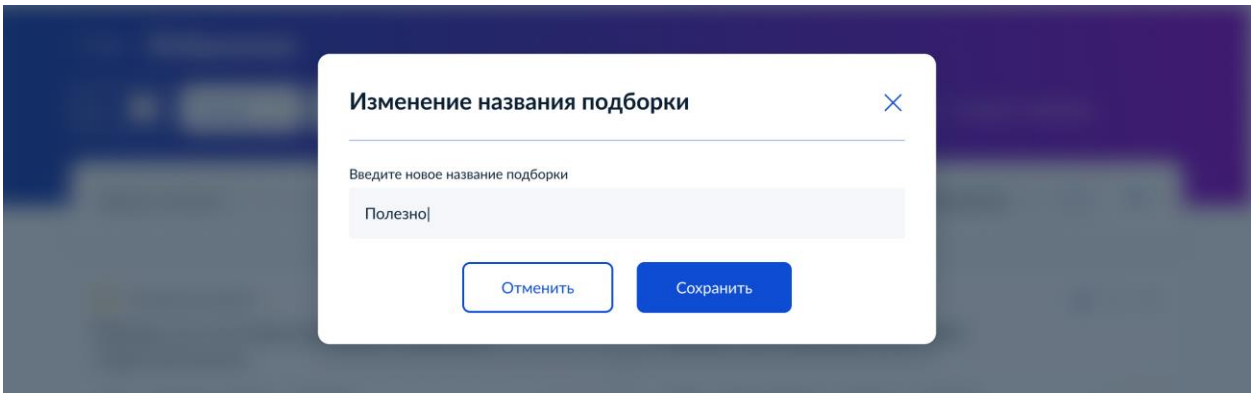 Изменение названия подборки
Введите новое название подборки
Полезно
Отменить
Сохранить